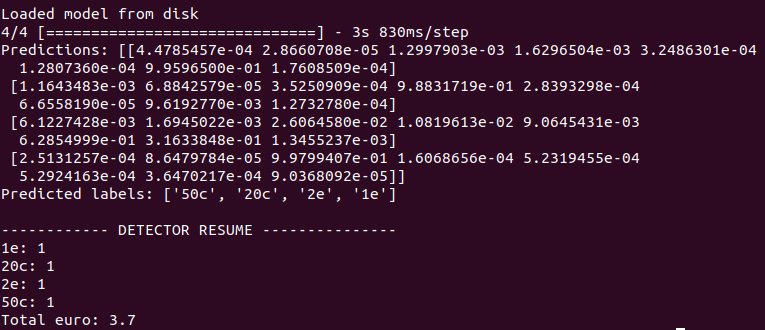 Loaded model from disk
4/4 [==============================] - 3s 830ms/step
Predictions: [[4.4785457e-04 2.8660708e-05 1.2997903e-03 1.6296504e-03 3.2486301e-04
  1.2807360e-04 9.9596500e-01 1.7608509e-04]
 [1.1643483e-03 6.8842579e-05 3.5250909e-04 9.8831719e-01 2.8393298e-04
  6.6558190e-05 9.6192770e-03 1.2732780e-04]
 [6.1227428e-03 1.6945022e-03 2.6064580e-02 1.0819613e-02 9.0645431e-03
  6.2854999e-01 3.1633848e-01 1.3455237e-03]
 [2.5131257e-04 8.6479784e-05 9.9799407e-01 1.6068656e-04 5.2319455e-04
  5.2924163e-04 3.6470217e-04 9.0368092e-05]]
Predicted labels: ['50c', '20c', '2e', '1e']
------------ DETECTOR RESUME ---------------
1e: 1
20c: 1
2e: 1
50c: 1
Total euro: 3.7